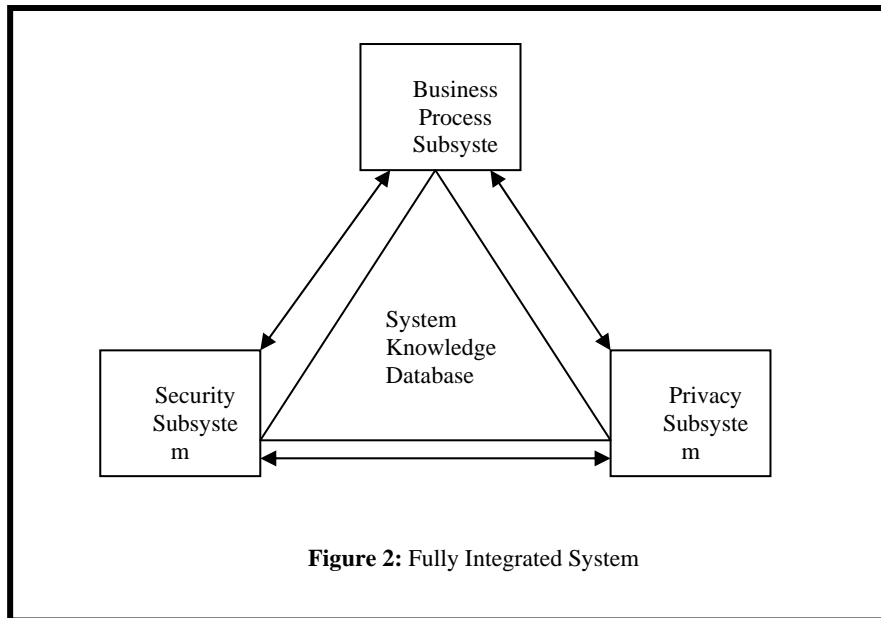 Business
Process
Subsyste
System
Knowledge
Database
Security
Subsyste
m
Privacy
Subsyste
m
Figure 2: Fully Integrated System